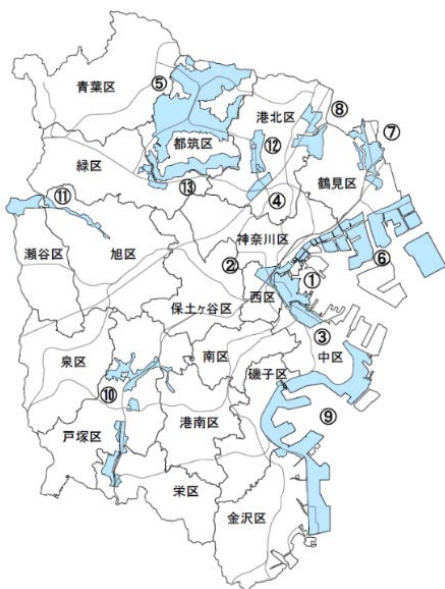 青葉区
⑤
港北区
⑧
⑦
都筑区
⑫
緑区
⑬
④
鶴見区
⑪
神奈川区
瀬谷区
旭区
②
⑥
西区
①
保土ヶ谷区
③
泉区
南区
中区
磯子区
⑩
⑨
戸塚区
港南区
栄区
金沢区